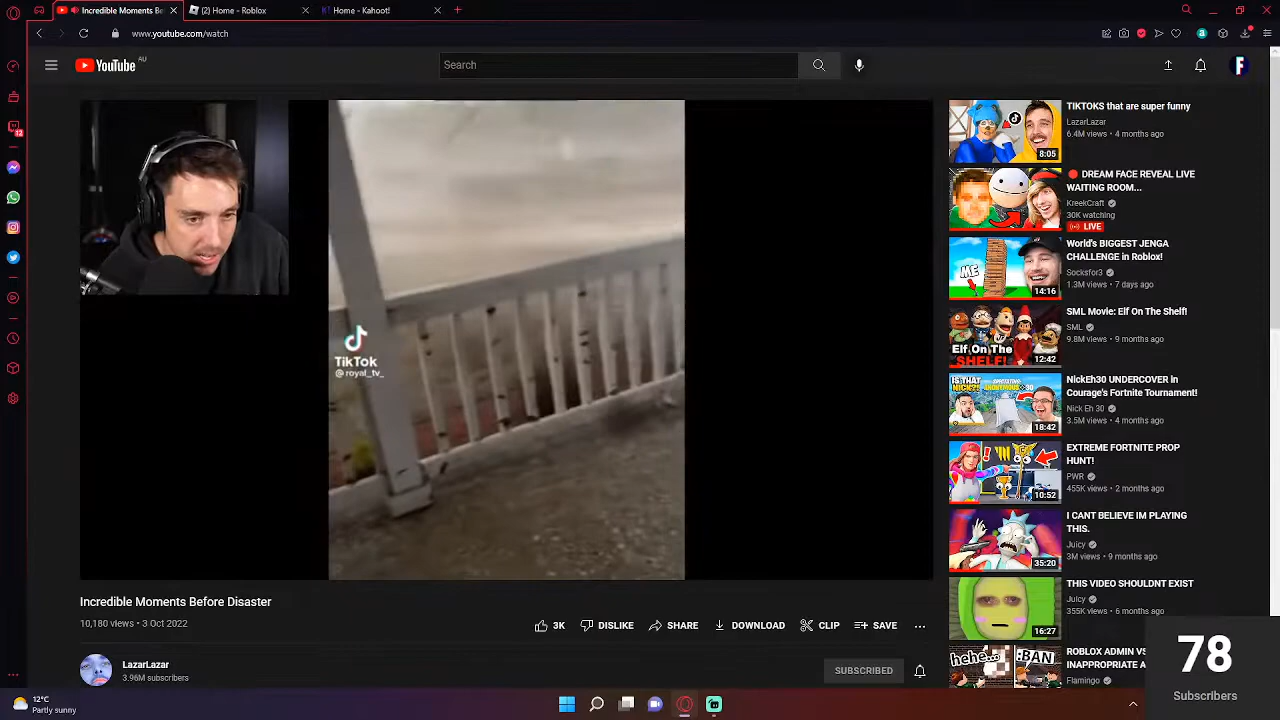 Incredible Moments Be
(2) Home - Roblox
Home - Kahoot!
www.youtube.com/watch
YouTube AU
Search
F
12
TikTok
@ royal_tv_
TIKTOKS that are super funny
LazarLazar
6.4M views • 4 months ago
8:05
DREAM FACE REVEAL LIVE
WAITING ROOM...
KreekCraft
30K watching
LIVE
World's BIGGEST JENGA
CHALLENGE in Roblox!
Socksfor3
1.3M views • 7 days ago
ME
14:16
SML Movie: Elf On The Shelf!
SML
9.8M views • 9 months ago
Elf On The
SHELF!
12:42
NickEh30 UNDERCOVER in
Courage's Fortnite Tournament!
Nick Eh 30
3.5M views • 4 months ago
IS THAT
NICK?!
18:42
EXTREME FORTNITE PROP
HUNT!
PWR
455K views • 2 months ago
10:52
I CANT BELIEVE IM PLAYING
THIS.
Juicy
3M views • 9 months ago
35:20
THIS VIDEO SHOULDNT EXIST
Juicy
355K views • 6 months ago
16:27
ROBLOX ADMIN VS
INAPPROPRIATE A
Flamingo
hehe...
:BAN
Incredible Moments Before Disaster
10,180 views • 3 Oct 2022
3K
DISLIKE
SHARE
DOWNLOAD
CLIP
SAVE
LazarLazar
3.96M subscribers
SUBSCRIBED
78
Subscribers
12°C
Partly sunny